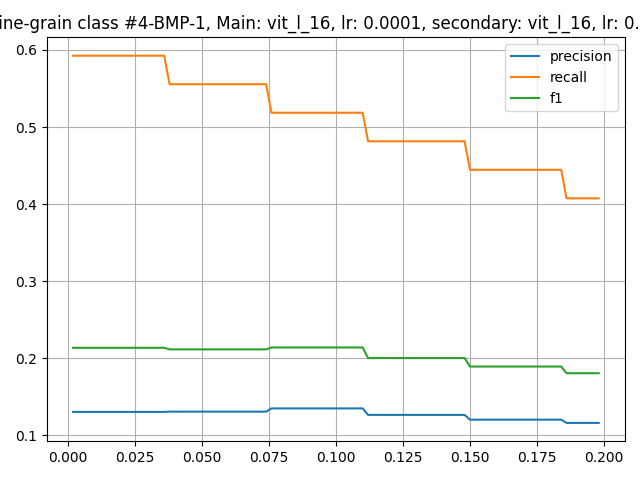 ine-grain class #4-BMP-1, Main: vit_l_16, lr: 0.0001, secondary: vit_l_16, lr: 0.
precision
recall
f1
0.6
0.5
0.4
0.3
0.2
0.1
0.000 0.025 0.050 0.075 0.100 0.125 0.150 0.175 0.200